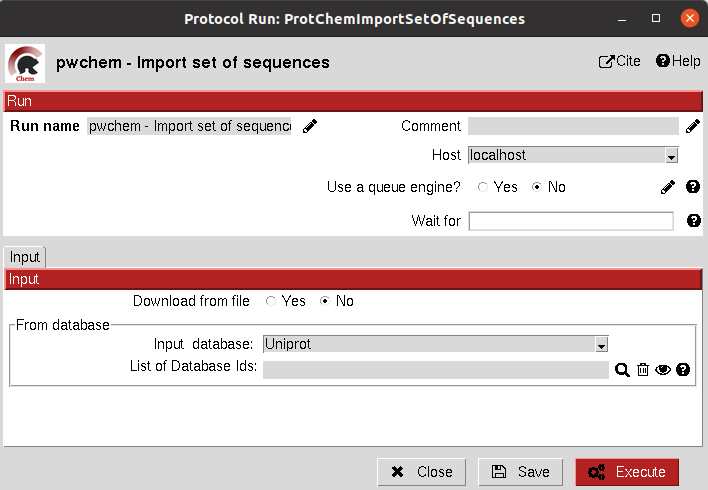 Protocol Run: ProtChemImportSetOfSequences
Chem
pwchem - Import set of sequences
Cite
Help
Run
Run name pwchem - Import set of sequenc
Comment
Host localhost
Use a queue engine? Yes No
Wait for
Input
Input
Download from file Yes No
From database
Input database: Uniprot
List of Database Ids:
Close Save Execute